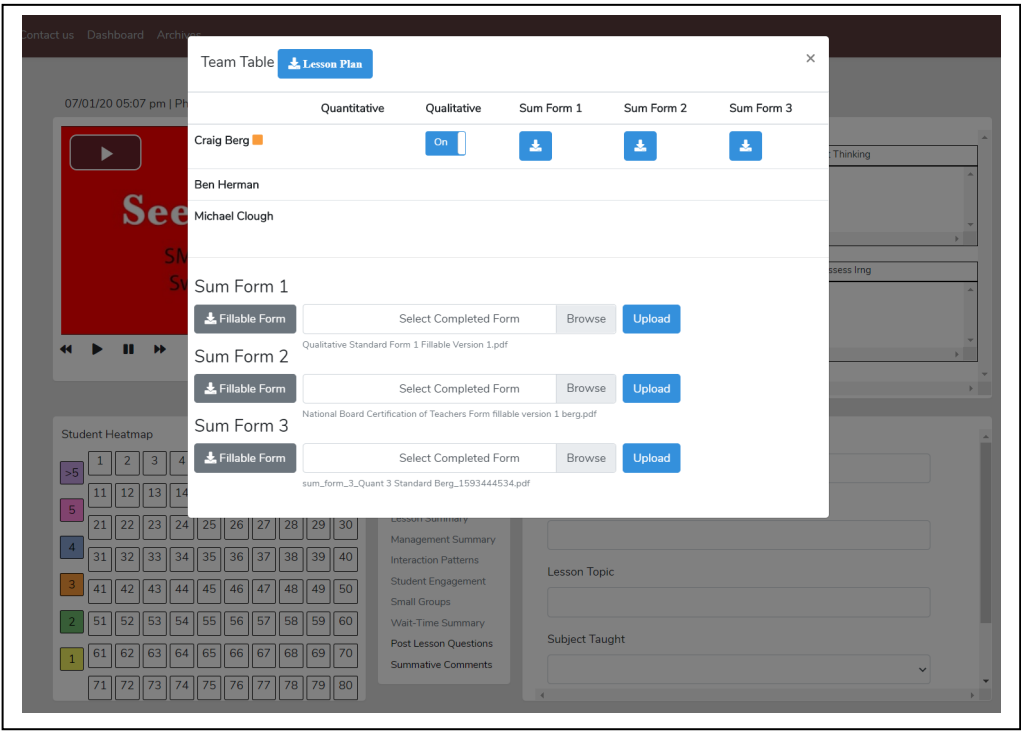 Contact us Dashboard Archives
Team Table Lesson Plan ×
07/01/20 05:07 pm | Ph
Quantitative Qualitative Sum Form 1 Sum Form 2 Sum Form 3
Craig Berg On
Ben Herman
Michael Clough
See
SM
Sw
t Thinking
ssess lrng
Sum Form 1
Fillable Form Select Completed Form Browse Upload
Qualitative Standard Form 1 Fillable Version 1.pdf
Sum Form 2
Fillable Form Select Completed Form Browse Upload
National Board Certification of Teachers Form fillable version 1 berg.pdf
Sum Form 3
Fillable Form Select Completed Form Browse Upload
sum_form_3_Quant 3 Standard Berg_1593444534.pdf
Student Heatmap
>5
5
4
3
2
1
1 2 3 4
11 12 13 14
21 22 23 24 25 26 27 28 29 30
31 32 33 34 35 36 37 38 39 40
41 42 43 44 45 46 47 48 49 50
51 52 53 54 55 56 57 58 59 60
61 62 63 64 65 66 67 68 69 70
71 72 73 74 75 76 77 78 79 80
Lesson Summary
Management Summary
Interaction Patterns
Student Engagement
Small Groups
Wait-Time Summary
Post Lesson Questions
Summative Comments
Lesson Topic
Subject Taught